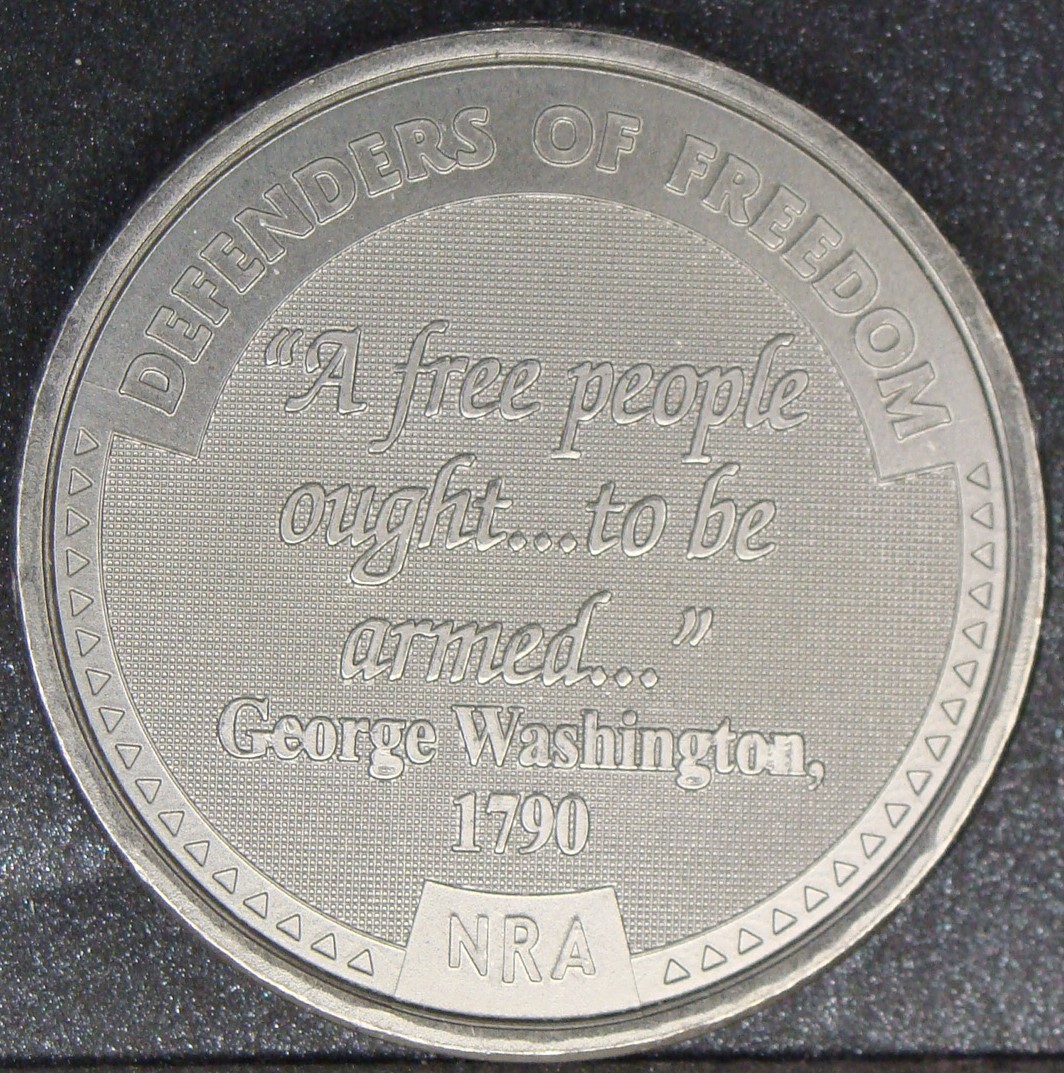 DEFENDERS OF FREEDOM
“A free people
ought...to be
armed...”
George Washington,
1790
NRA